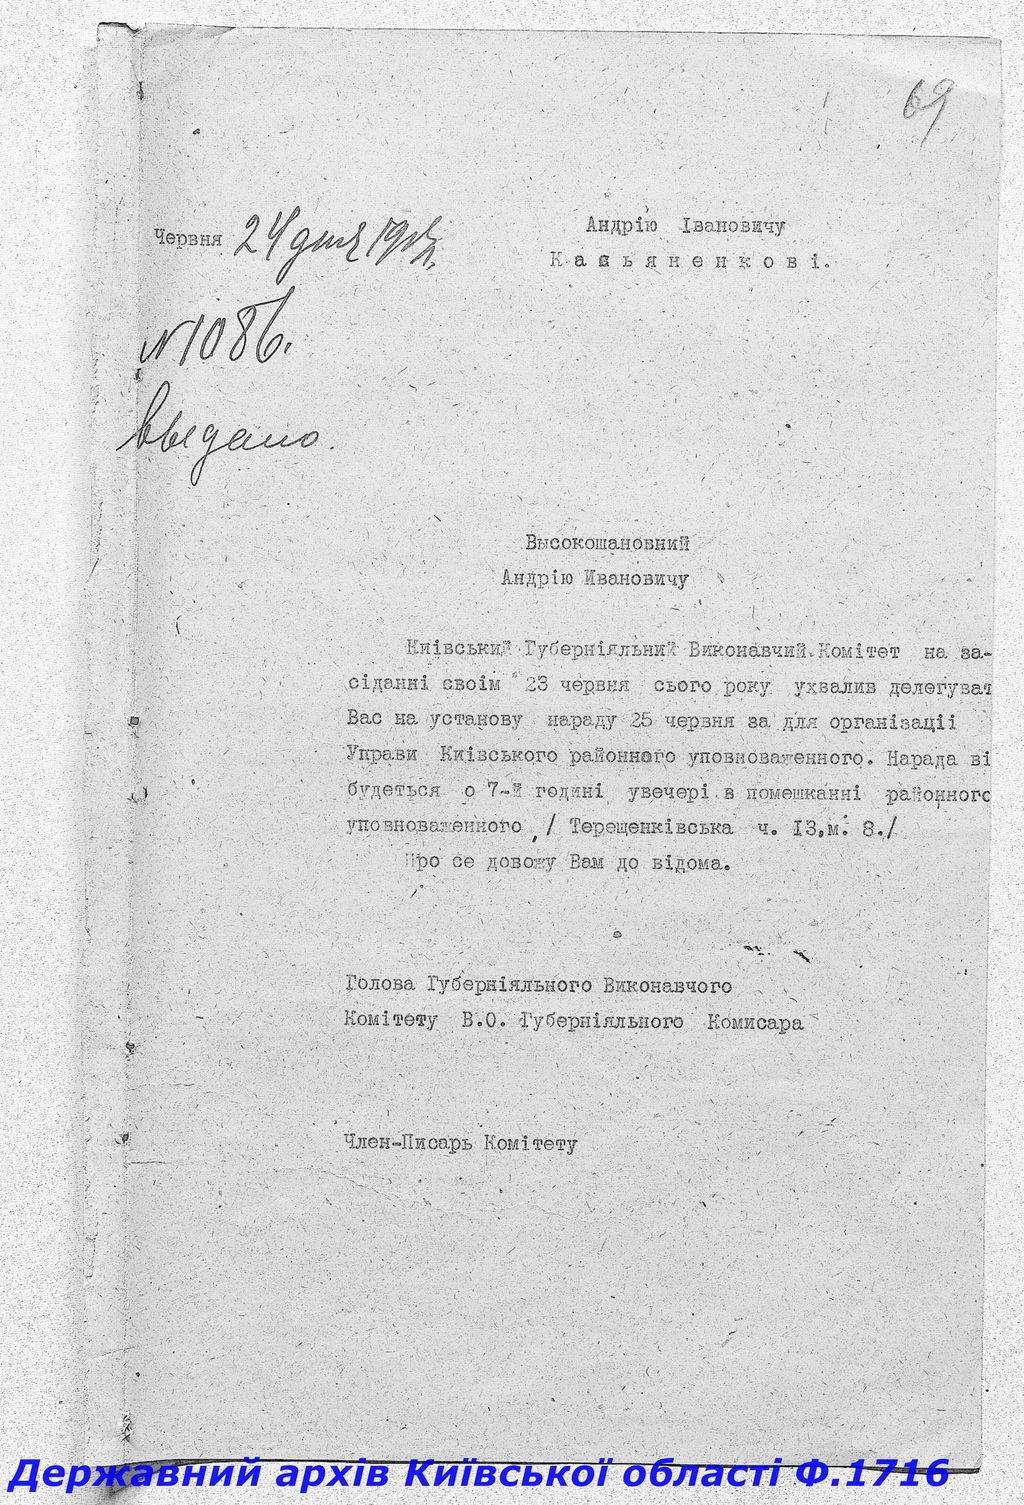 69
Андрію Івановичу
Касьяненкові.
Червня 24 дня 1917 р.
№ 1086.
выдано.
Высокошановний
Андрію Ивановичу
Київський Губерніяльний Виконавчий Комітет на за-
сіданні своїм 23 червня сього року ухвалив делегуват
Вас на установу нараду 25 червня за для організації
Управи Київського районного уповноваженного. Нарада ві
будеться о 7-й годині увечері в помешканні районного
уповноваженного / Терещенківська ч. 13,м. 8./
Про се довожу Вам до відома.
Голова Губерніяльного Виконавчого
Комітету В.О. Губерніяльного Комисара
Член-Писарь Комітету
Державний архів Київської області Ф.1716